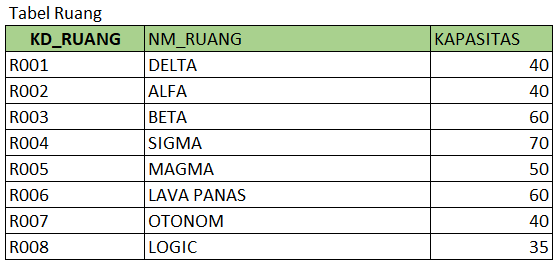 Tabel Ruang
KD_RUANG NM_RUANG KAPASITAS
R001 DELTA 40
R002 ALFA 40
R003 BETA 60
R004 SIGMA 70
R005 MAGMA 50
R006 LAVA PANAS 60
R007 OTONOM 40
R008 LOGIC 35